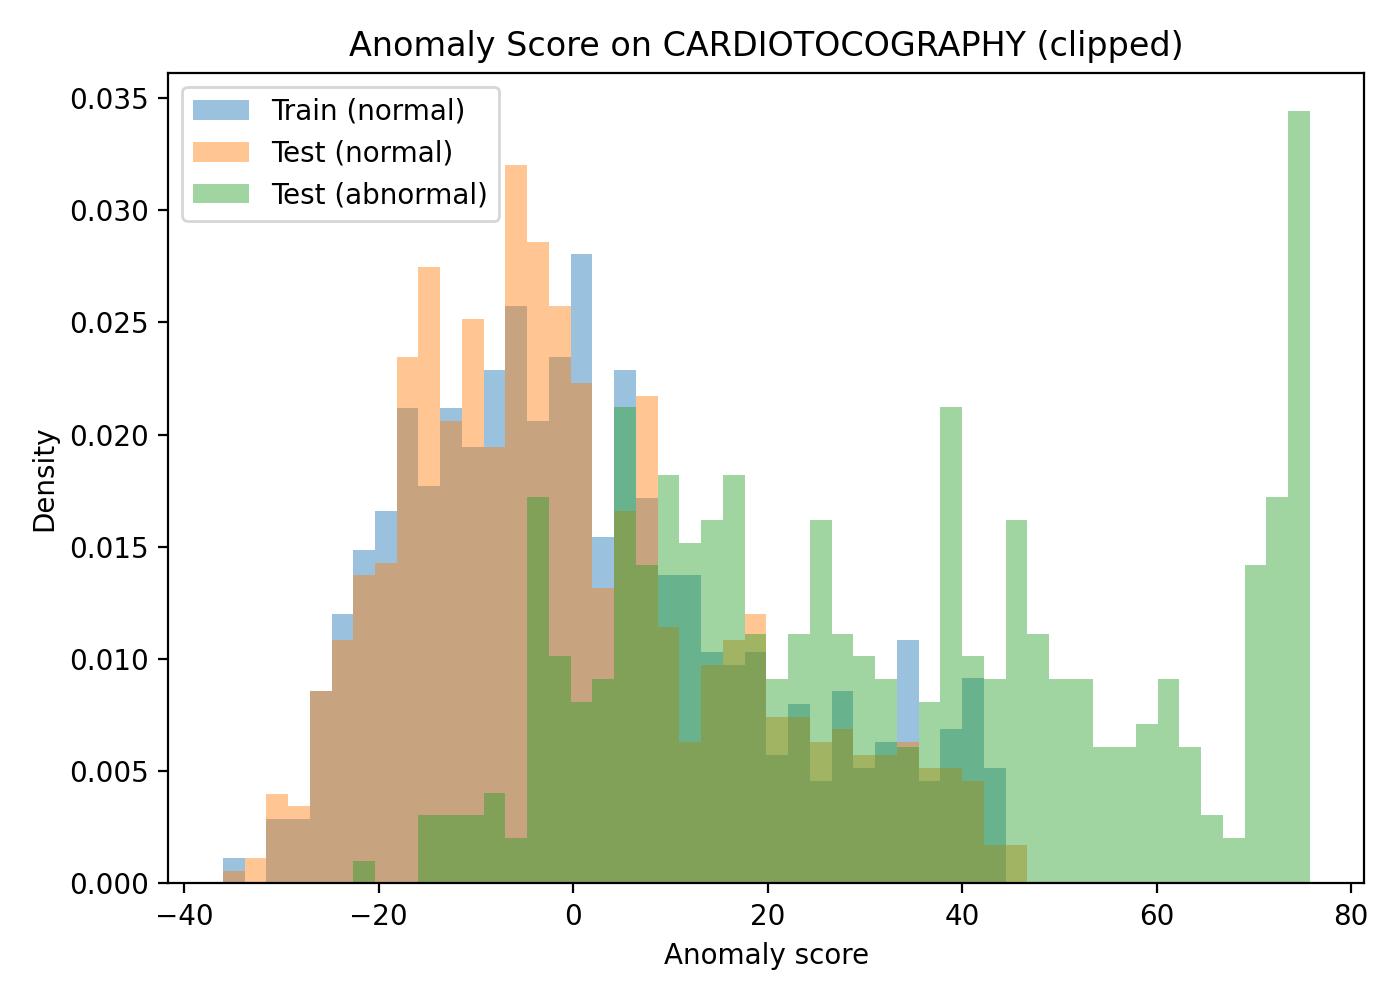 Anomaly Score on CARDIOTOCOGRAPHY (clipped)
Train (normal)
Test (normal)
Test (abnormal)
0.035
0.030
0.025
0.020
0.015
0.010
0.005
0.000
Density
−40
−20
0
20
40
60
80
Anomaly score